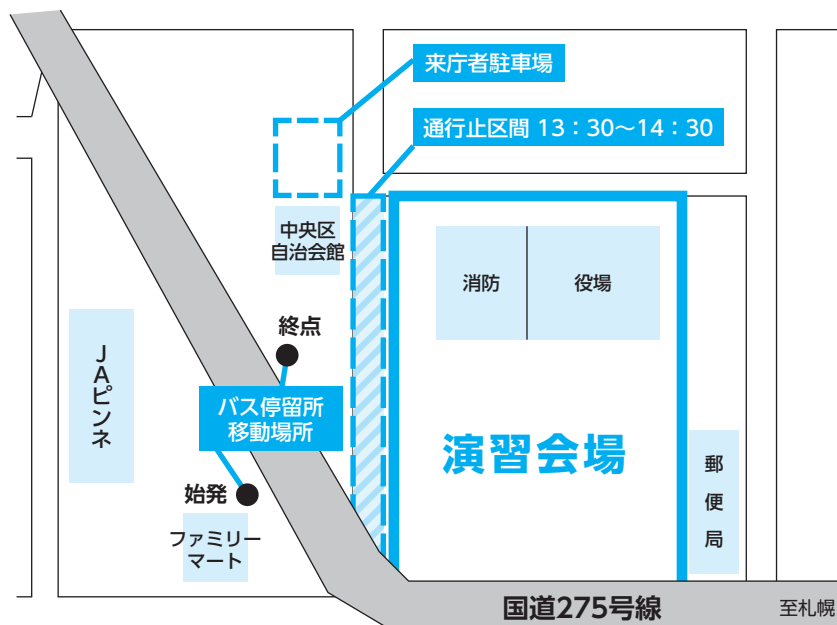 来庁者駐車場
通行止区間 13：30〜14：30
中央区
自治会館
消防
役場
終点
JAピンネ
バス停留所
移動場所
演習会場
郵便局
始発
ファミリー
マート
国道275号線
至札幌